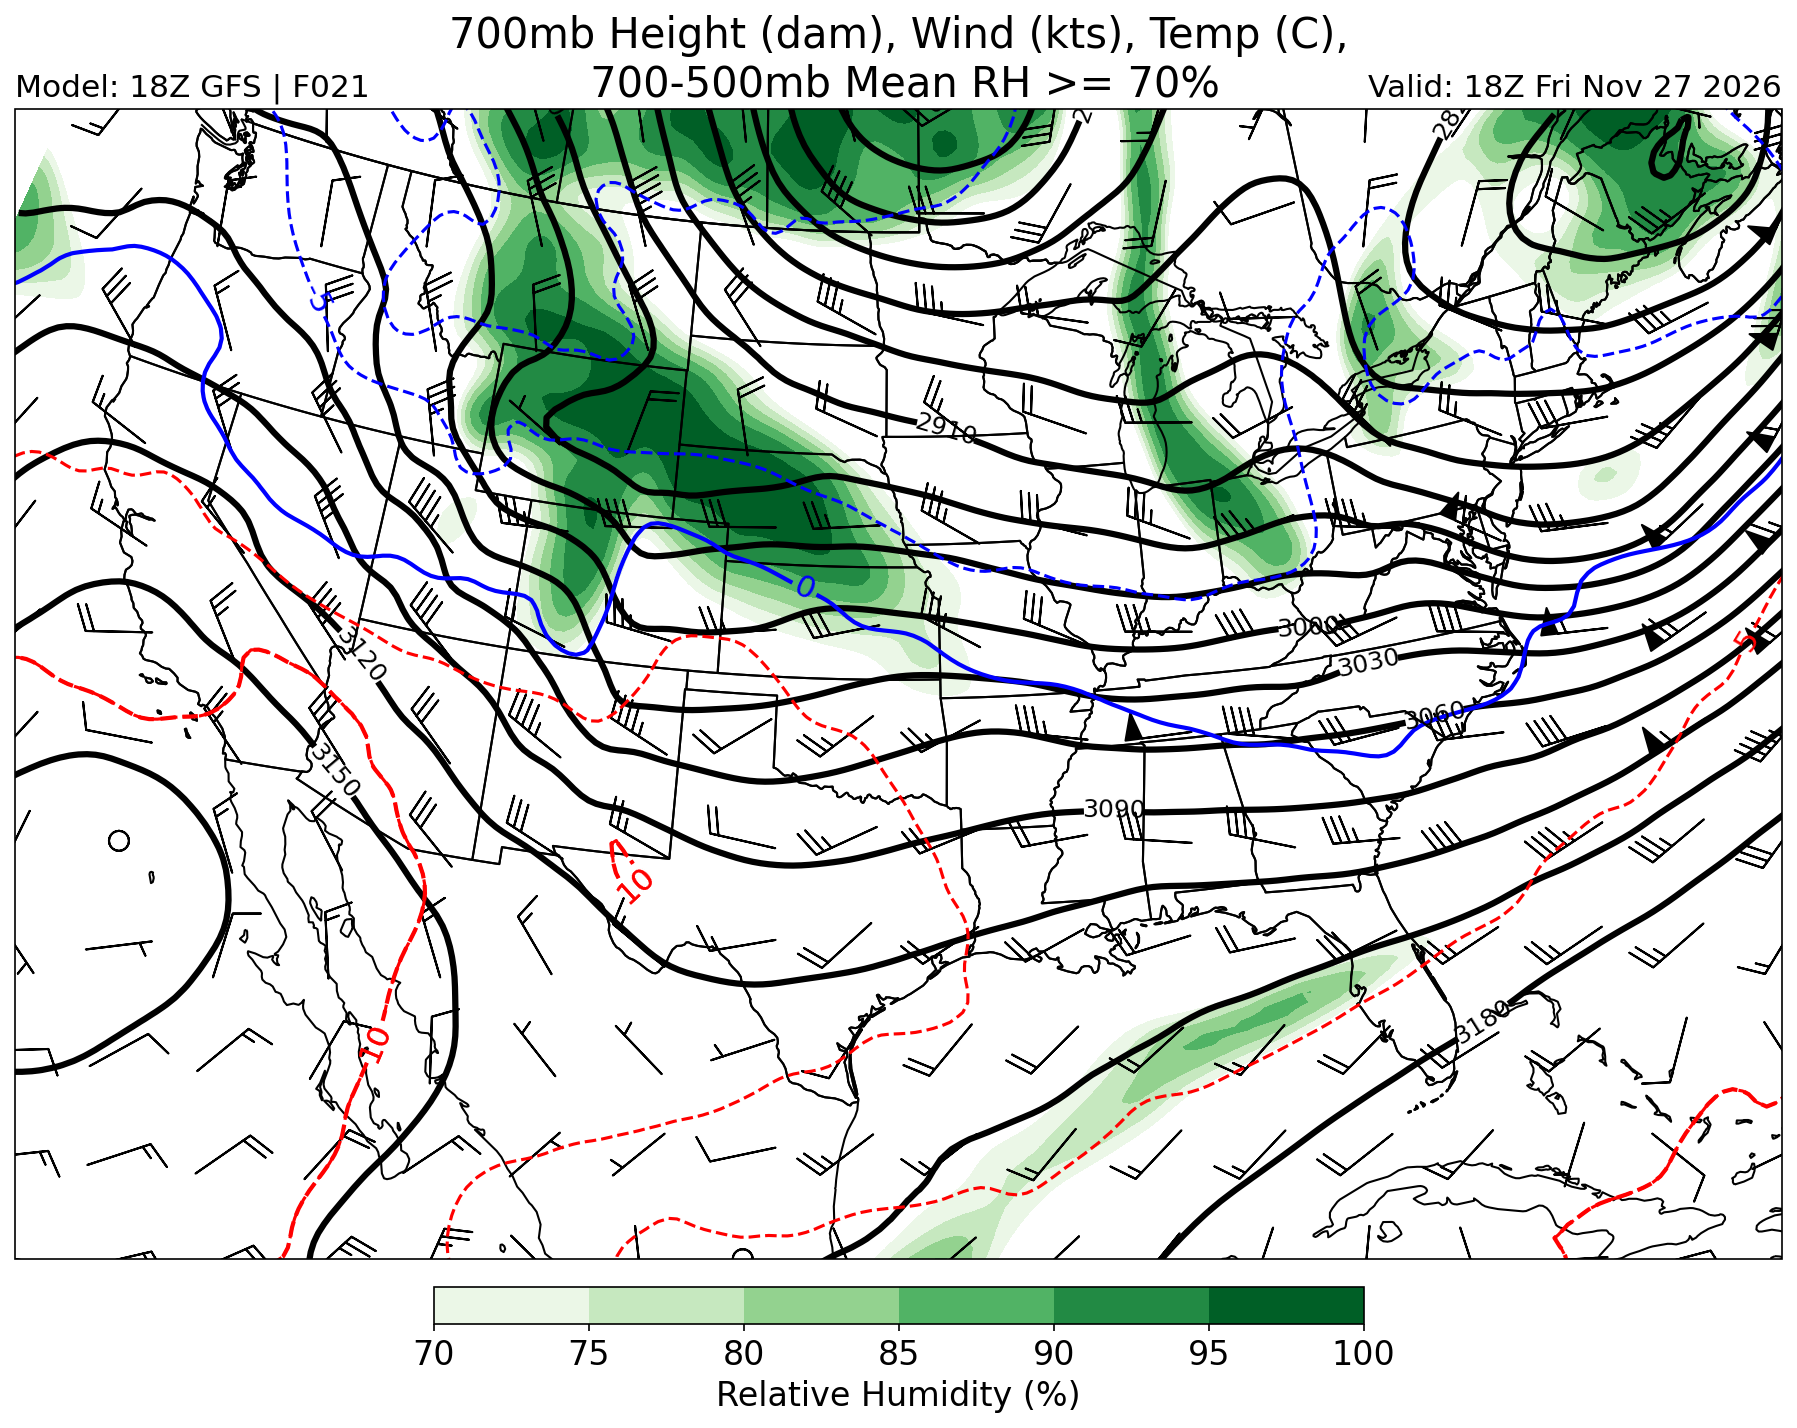 700mb Height (dam), Wind (kts), Temp (C),
Model: 18Z GFS | F021
700-500mb Mean RH >= 70%
Valid: 18Z Fri Nov 27 2026
2910
0
3120
3000
3030
5
3060
3150
3090
10
10
3180
70 75 80 85 90 95 100
Relative Humidity (%)